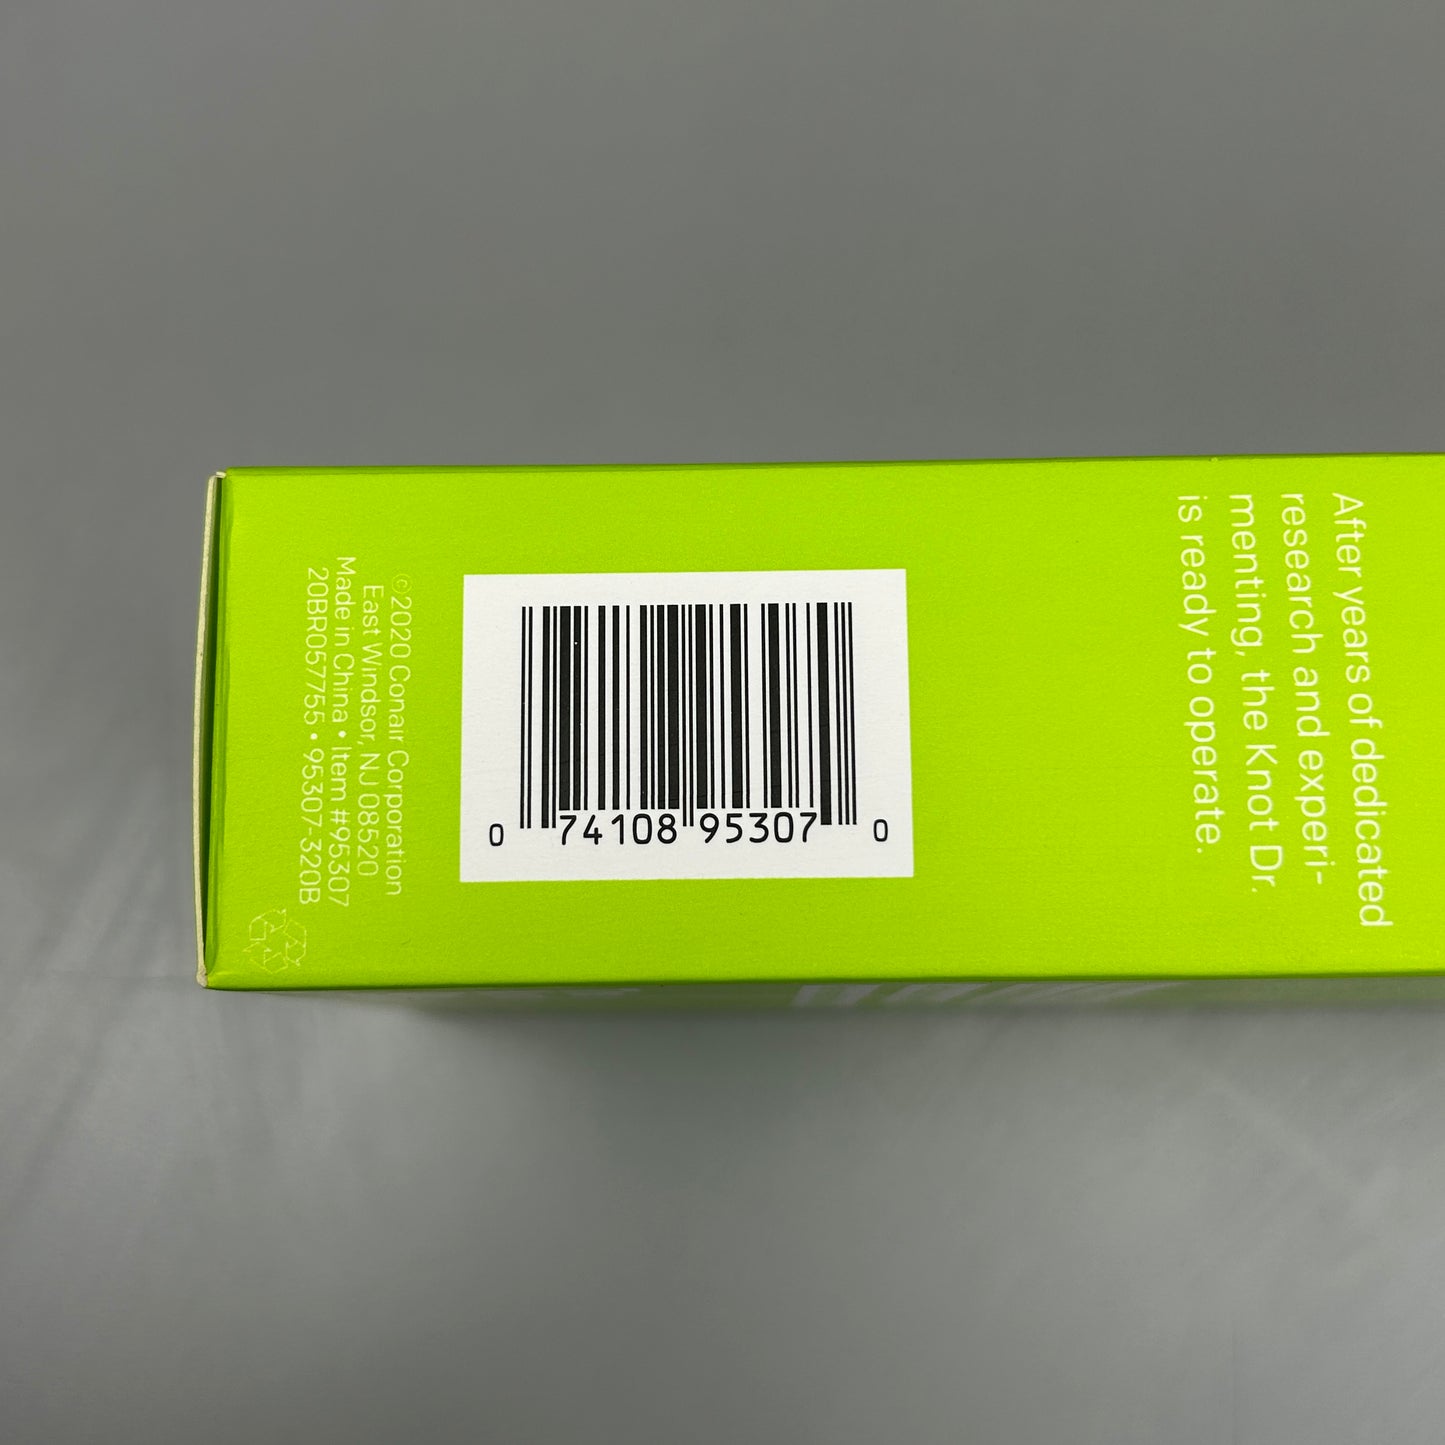 ©2020 Conair Corporation
East Windsor, NJ 08520
Made in China • Item #95307
20BR057755 • 95307-320B
0 74108 95307 0
After years of dedicated
research and experi-
menting, the Knot Dr.
is ready to operate.